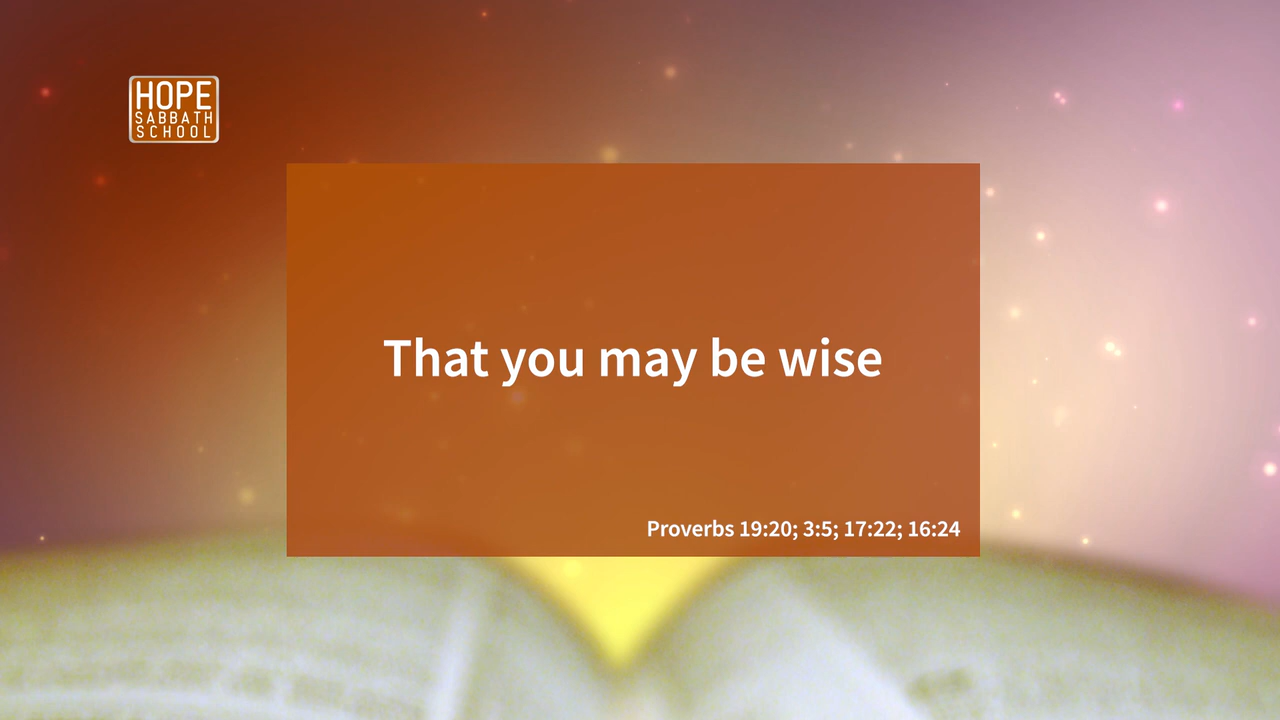 HOPE
SABBATH
SCHOOL
That you may be wise
Proverbs 19:20; 3:5; 17:22; 16:24